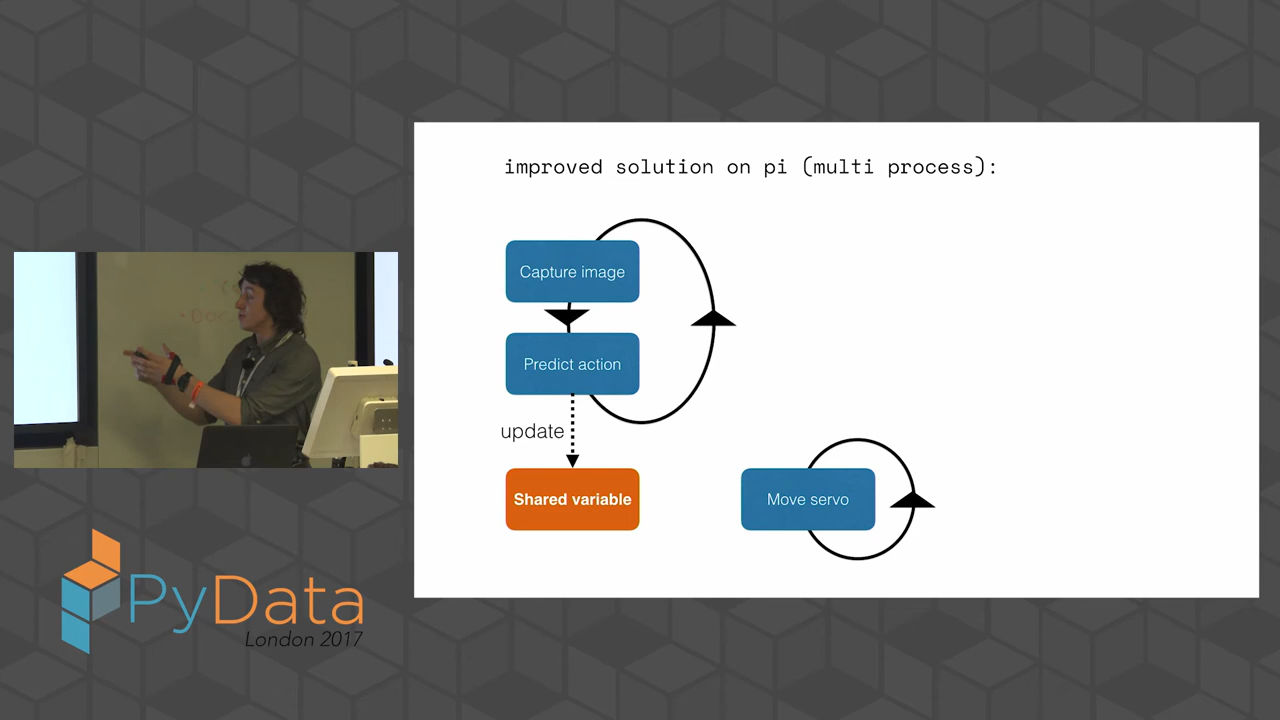 improved solution on pi (multi process):
Capture image
Predict action
update
Shared variable
Move servo
PyData
London 2017